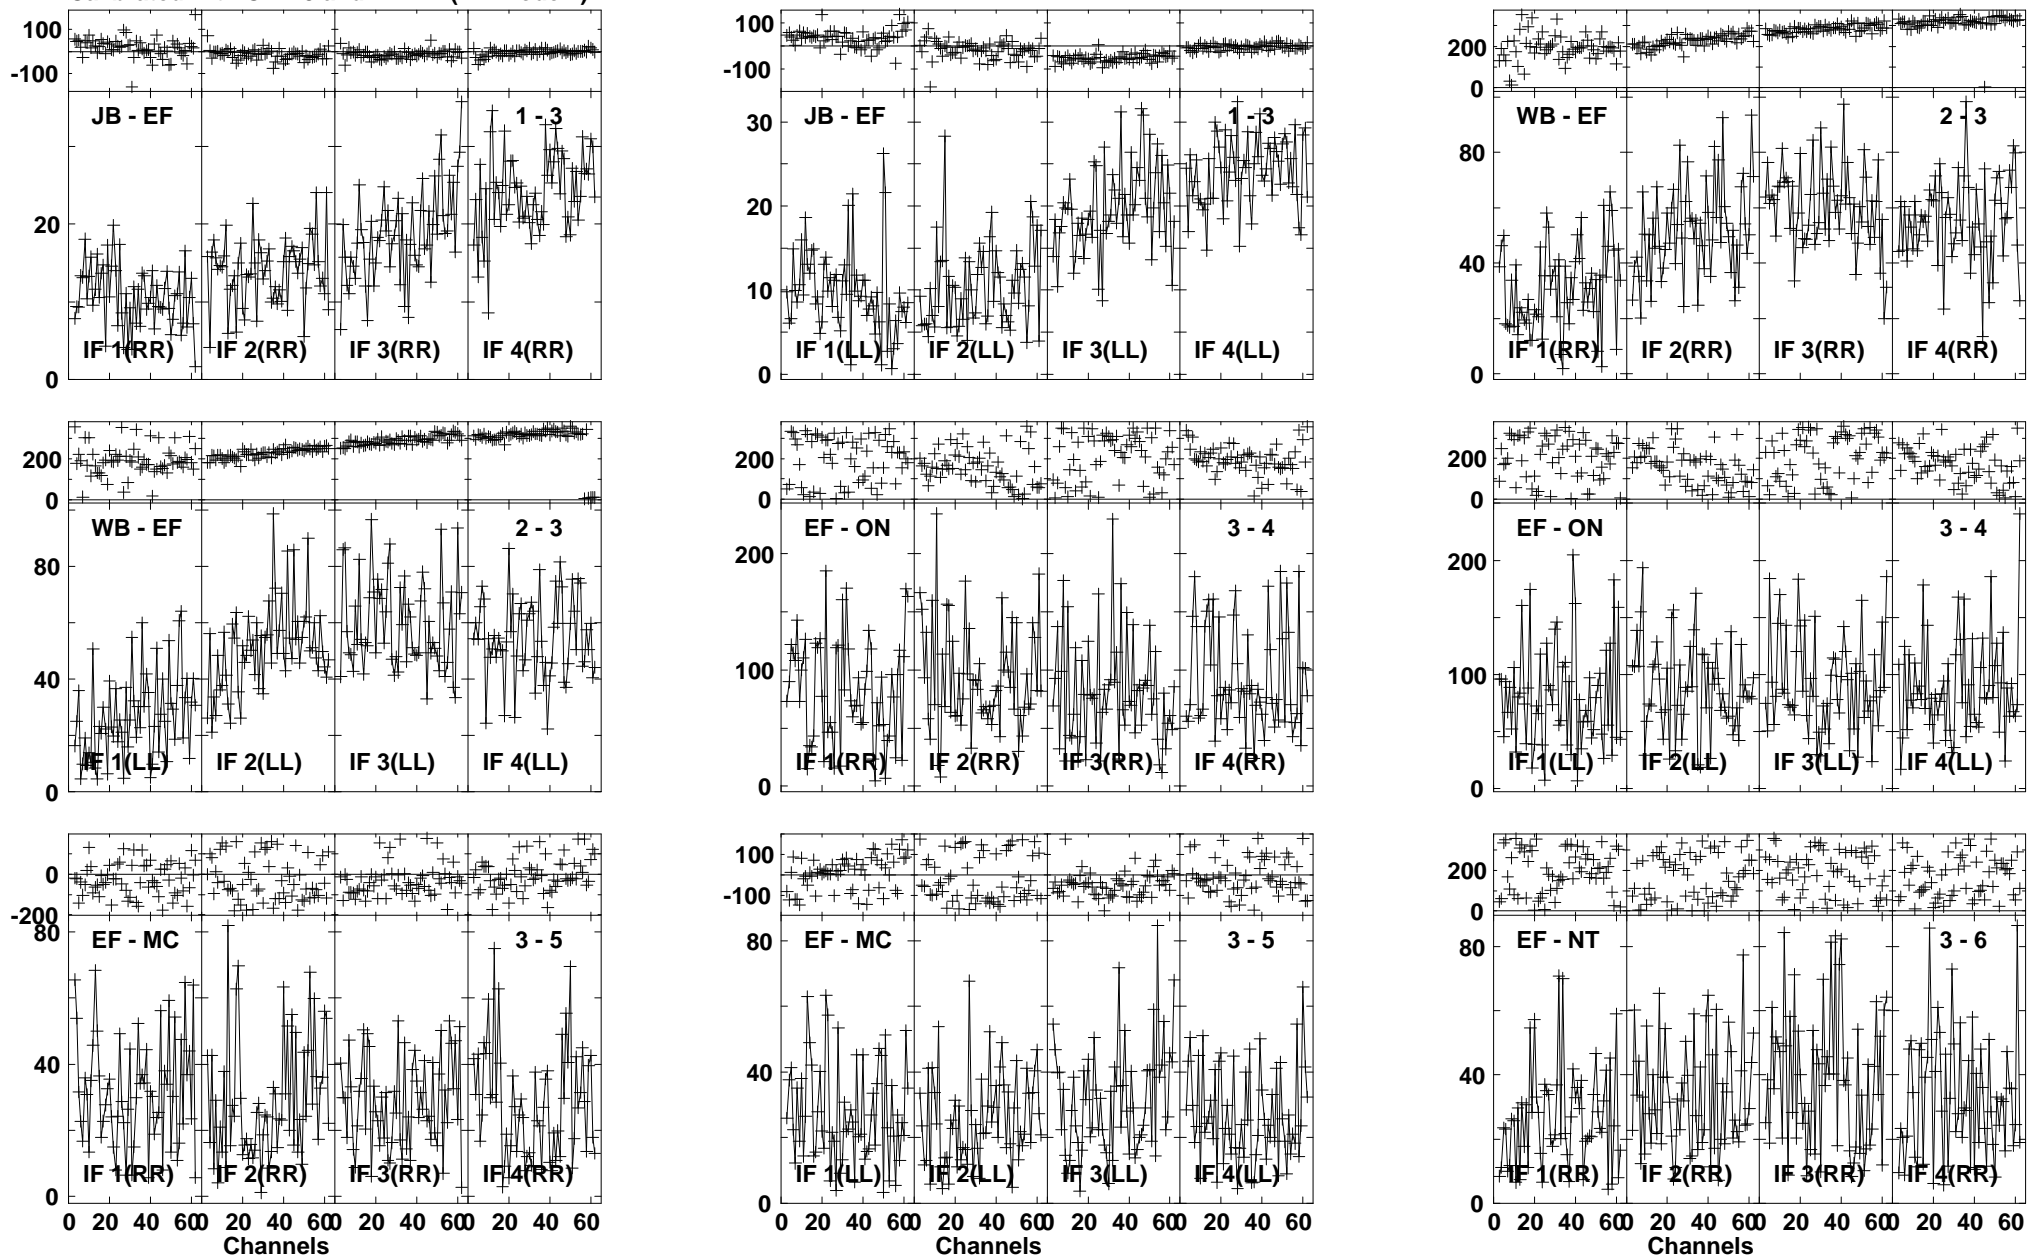 100
-100
JB - EF
1 - 3
20
0
IF 1(RR)
IF 2(RR)
IF 3(RR)
IF 4(RR)
100
-100
JB - EF
1 - 3
30
20
10
0
IF 1(LL)
IF 2(LL)
IF 3(LL)
IF 4(LL)
200
0
WB - EF
2 - 3
80
40
0
IF 1(RR)
IF 2(RR)
IF 3(RR)
IF 4(RR)
200
0
WB - EF
2 - 3
80
40
0
IF 1(LL)
IF 2(LL)
IF 3(LL)
IF 4(LL)
200
0
EF - ON
3 - 4
200
100
0
IF 1(RR)
IF 2(RR)
IF 3(RR)
IF 4(RR)
200
0
EF - ON
3 - 4
200
100
0
IF 1(LL)
IF 2(LL)
IF 3(LL)
IF 4(LL)
0
-200
EF - MC
3 - 5
80
40
0
IF 1(RR)
IF 2(RR)
IF 3(RR)
IF 4(RR)
0 20 40 60 0 20 40 60 0 20 40 60 0 20 40 60
Channels
100
-100
EF - MC
3 - 5
80
40
0
IF 1(LL)
IF 2(LL)
IF 3(LL)
IF 4(LL)
0 20 40 60 0 20 40 60 0 20 40 60 0 20 40 60
Channels
200
0
EF - NT
3 - 6
80
40
0
IF 1(RR)
IF 2(RR)
IF 3(RR)
IF 4(RR)
0 20 40 60 0 20 40 60 0 20 40 60 0 20 40 60
Channels